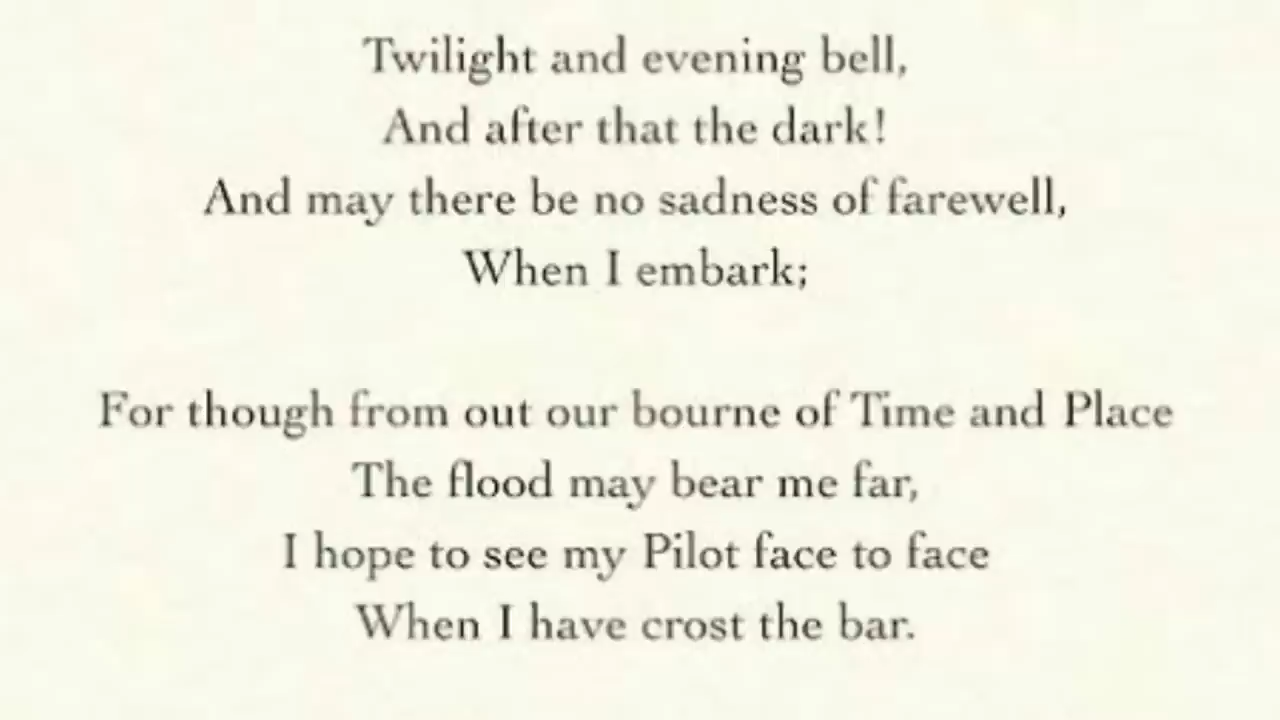 Twilight and evening bell,
And after that the dark!
And may there be no sadness of farewell,
When I embark;
For though from out our bourne of Time and Place
The flood may bear me far,
I hope to see my Pilot face to face
When I have crost the bar.